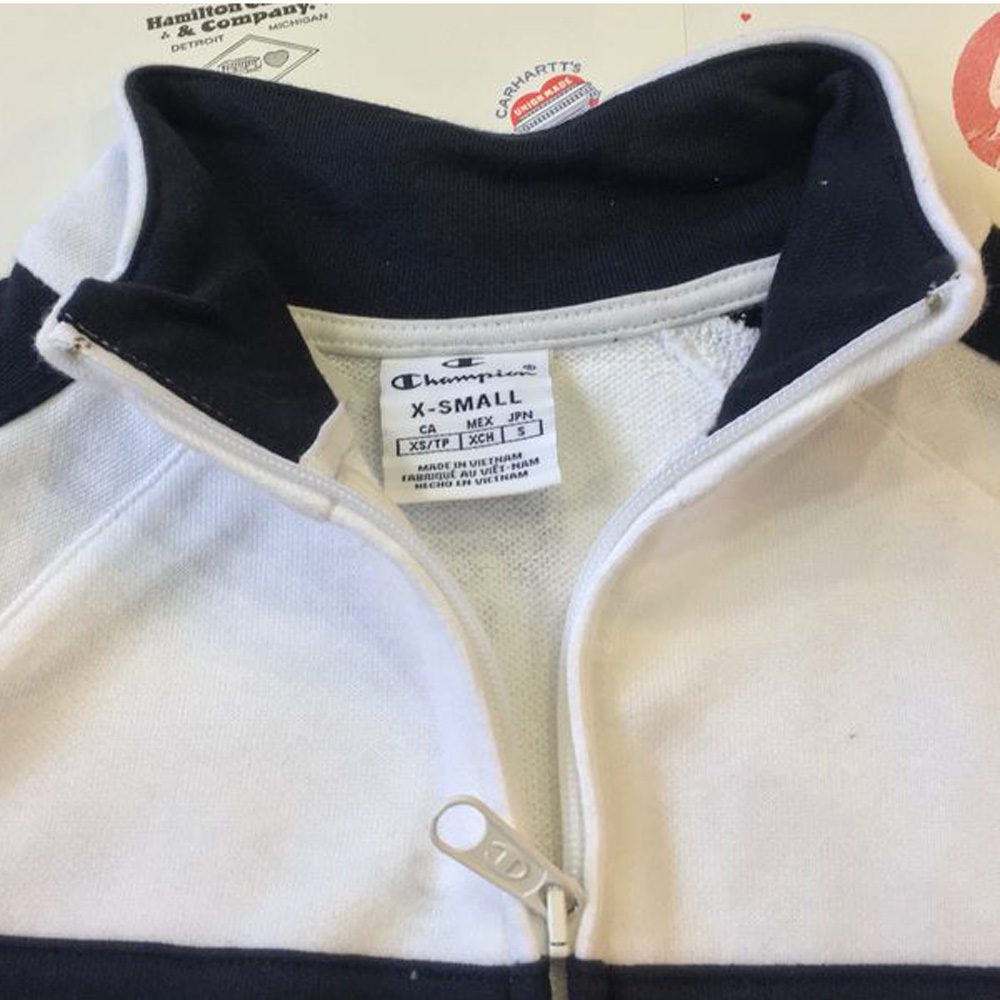 Hamilton
& Company.
DETROIT MICHIGAN
CARHARTT'S
UNION MADE
Champion®
X-SMALL
CA MEX JPN
XS/TP XCH S
MADE IN VIETNAM
FABRIQUÉ AU VIÊT-NAM
HECHO EN VIETNAM